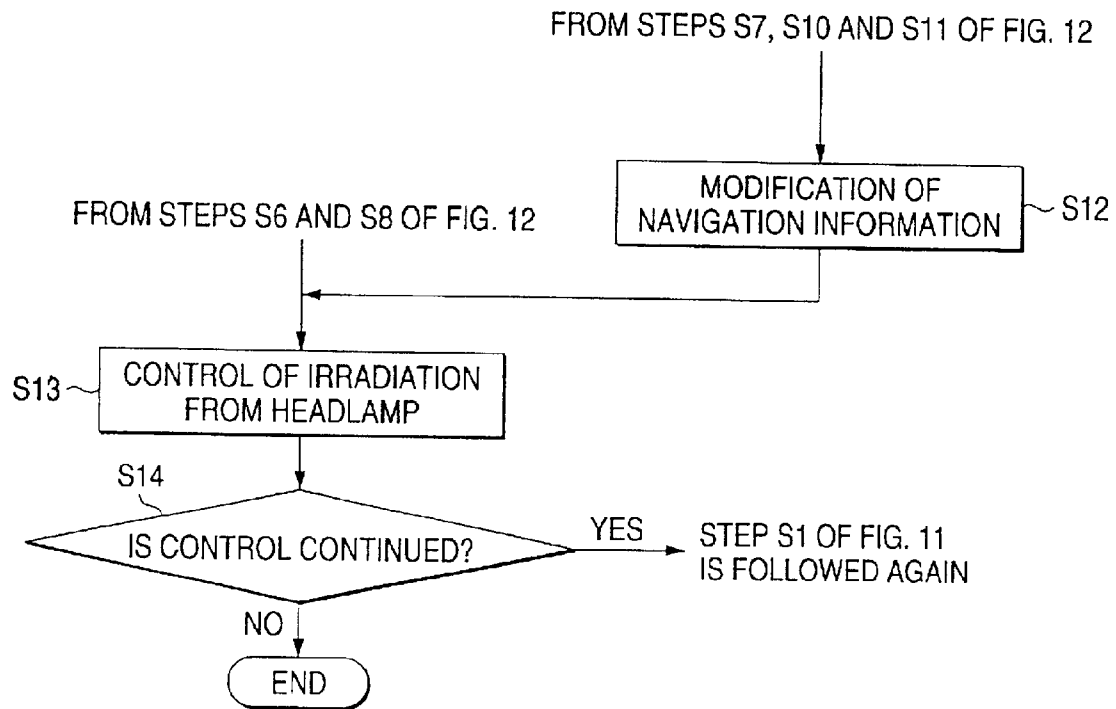 FROM STEPS S7, S10 AND S11 OF FIG. 12
MODIFICATION OF
NAVIGATION INFORMATION
S12
FROM STEPS S6 AND S8 OF FIG. 12
S13
CONTROL OF IRRADIATION
FROM HEADLAMP
S14
IS CONTROL CONTINUED?
YES
STEP S1 OF FIG. 11
IS FOLLOWED AGAIN
NO
END